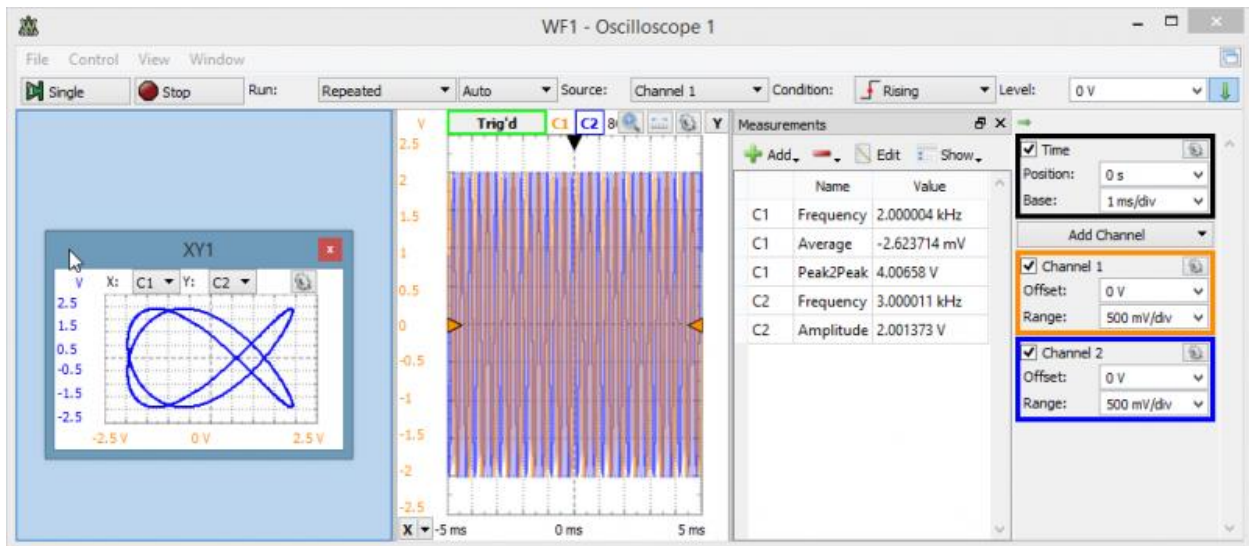 WF1 - Oscilloscope 1
File Control View Window
Single Stop Run: Repeated Auto Source: Channel 1 Condition: Rising Level: 0 V
V Trig'd C1 C2 Y
2.5
2
1.5
1
0.5
0
-0.5
-1
-1.5
-2
-2.5
X -5 ms 0 ms 5 ms
XY1
V X: C1 Y: C2
2.5
1.5
0.5
-0.5
-1.5
-2.5
-2.5 V 0 V 2.5 V
Measurements
Add Edit Show
Name Value
C1 Frequency 2.000004 kHz
C1 Average -2.623714 mV
C1 Peak2Peak 4.00658 V
C2 Frequency 3.000011 kHz
C2 Amplitude 2.001373 V
Time
Position: 0 s
Base: 1 ms/div
Add Channel
Channel 1
Offset: 0 V
Range: 500 mV/div
Channel 2
Offset: 0 V
Range: 500 mV/div